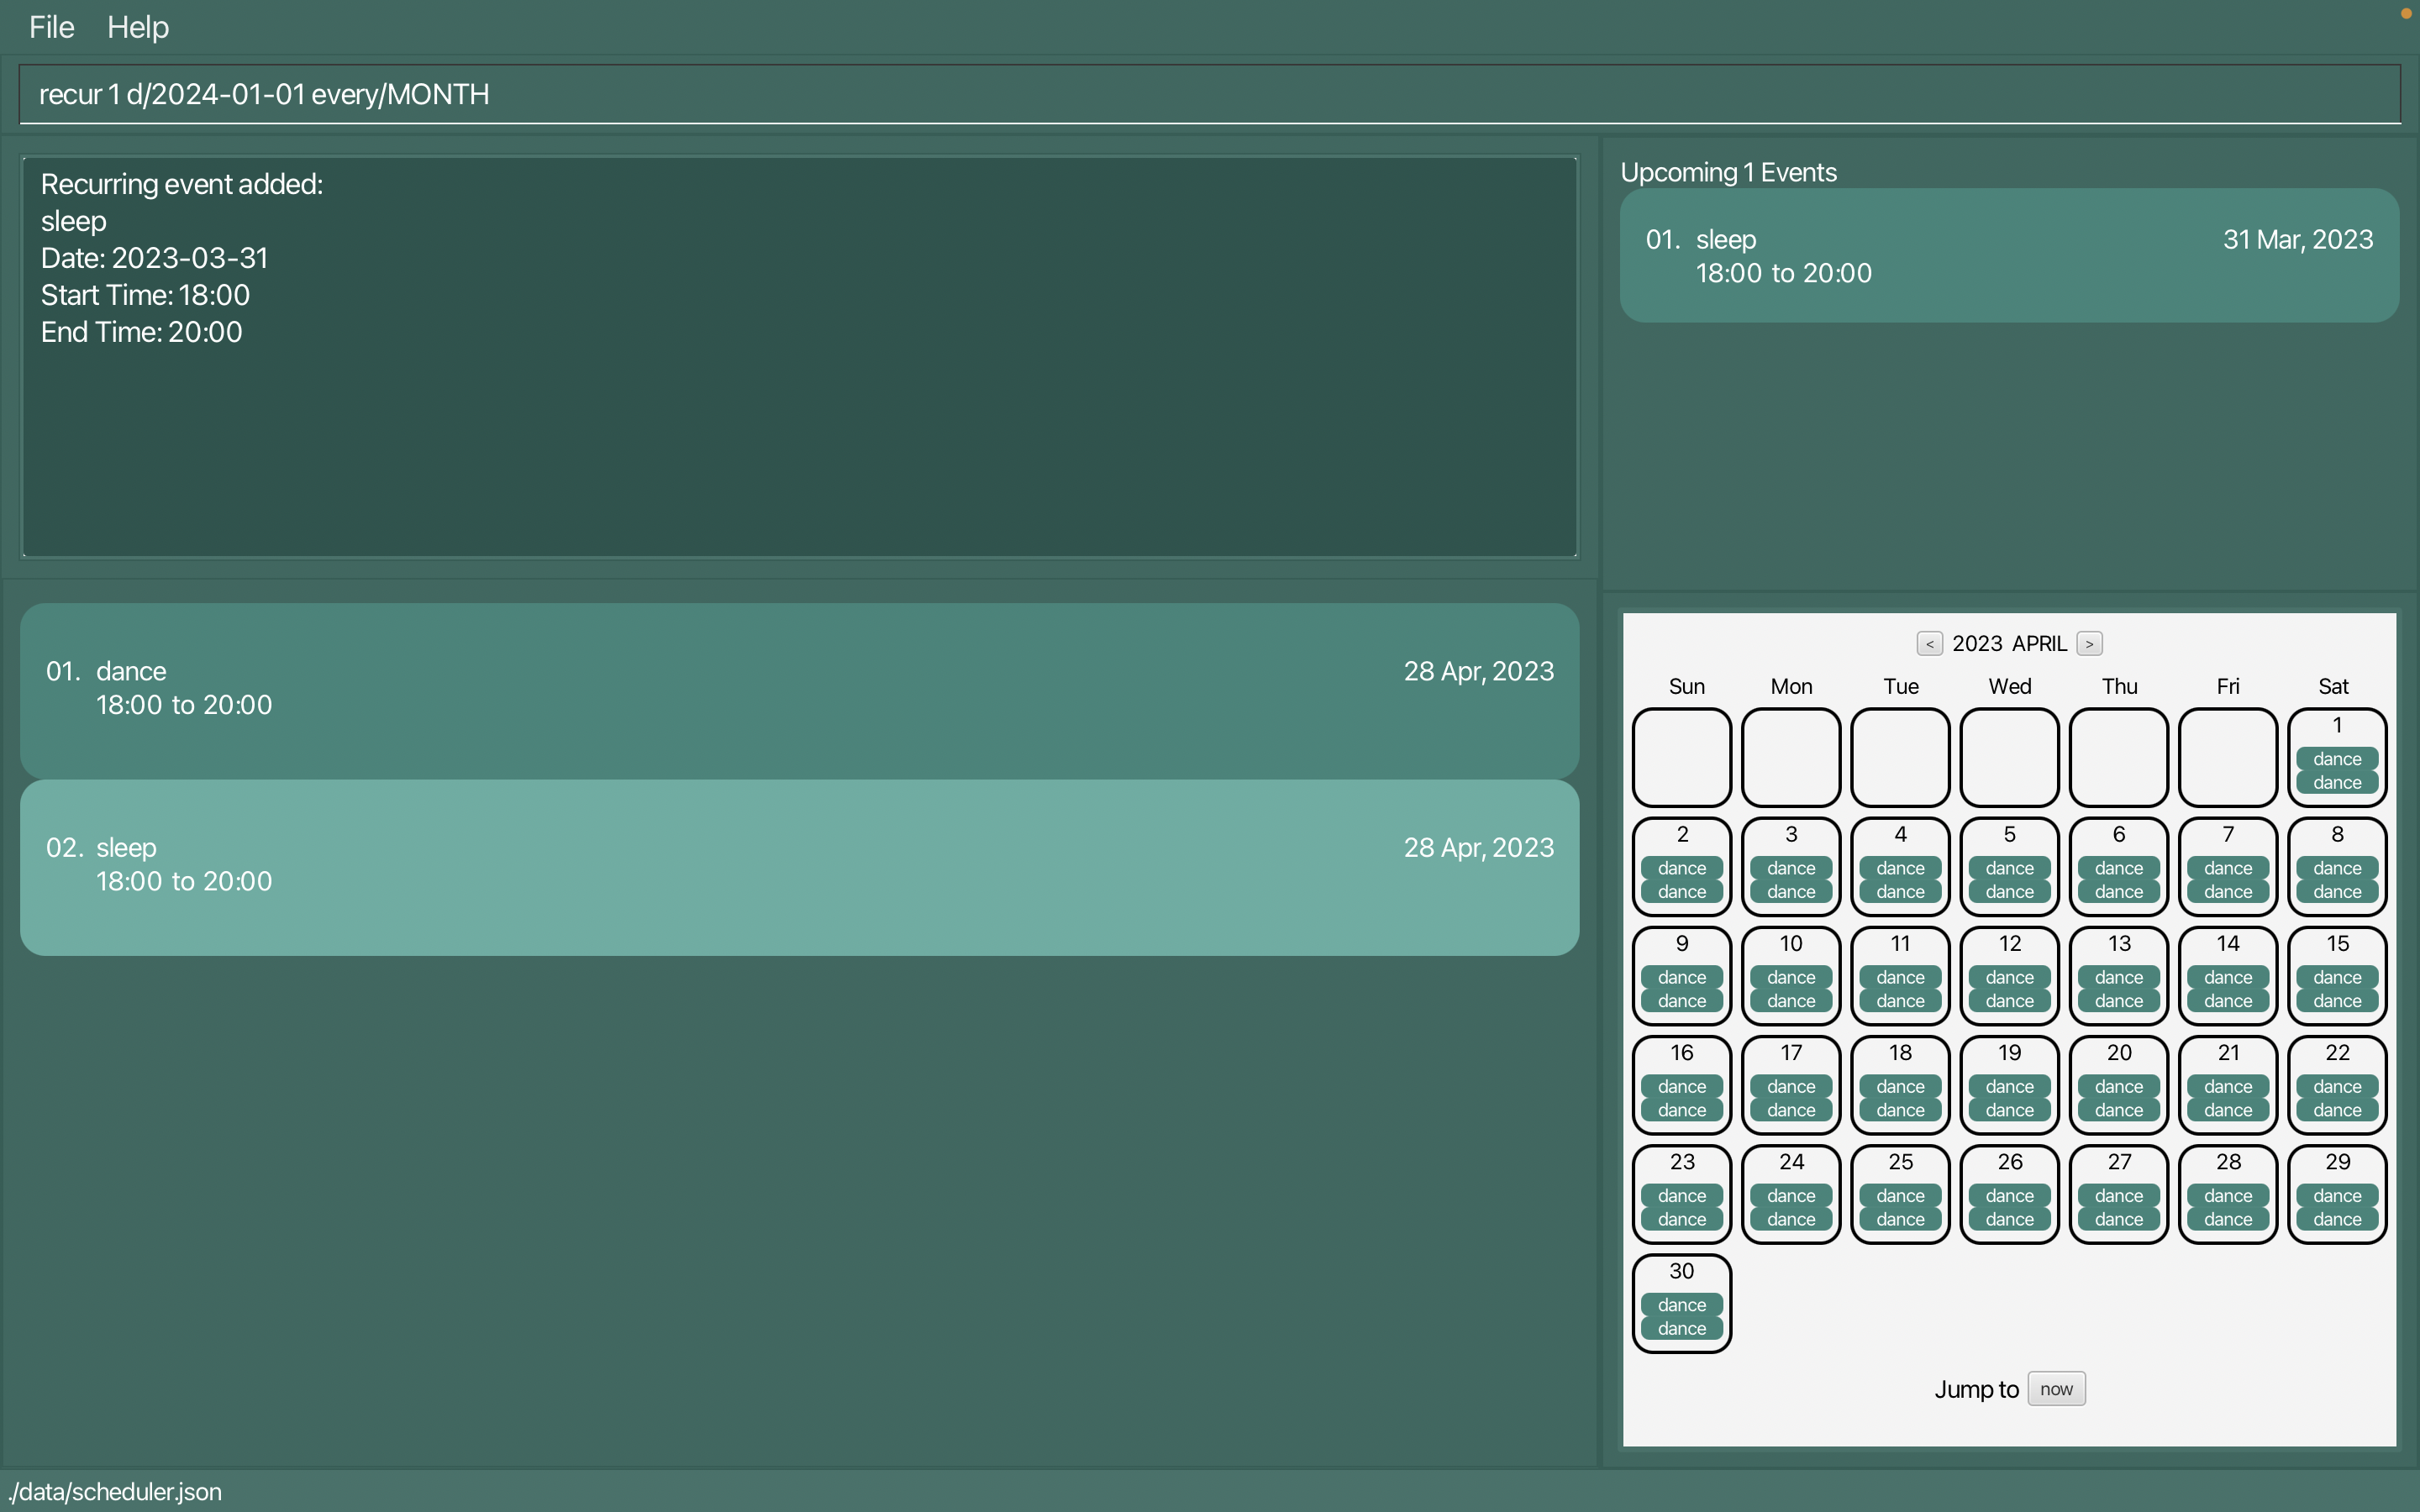 File Help
recur 1 d/2024-01-01 every/MONTH
Recurring event added:
sleep
Date: 2023-03-31
Start Time: 18:00
End Time: 20:00
Upcoming 1 Events
01. sleep 31 Mar, 2023
18:00 to 20:00
01. dance 28 Apr, 2023
18:00 to 20:00
02. sleep 28 Apr, 2023
18:00 to 20:00
< 2023 APRIL >
Sun Mon Tue Wed Thu Fri Sat
1
dance
dance
2 3 4 5 6 7 8
dance dance dance dance dance dance dance
dance dance dance dance dance dance dance
9 10 11 12 13 14 15
dance dance dance dance dance dance dance
dance dance dance dance dance dance dance
16 17 18 19 20 21 22
dance dance dance dance dance dance dance
dance dance dance dance dance dance dance
23 24 25 26 27 28 29
dance dance dance dance dance dance dance
dance dance dance dance dance dance dance
30
dance
dance
Jump to now
./data/scheduler.json